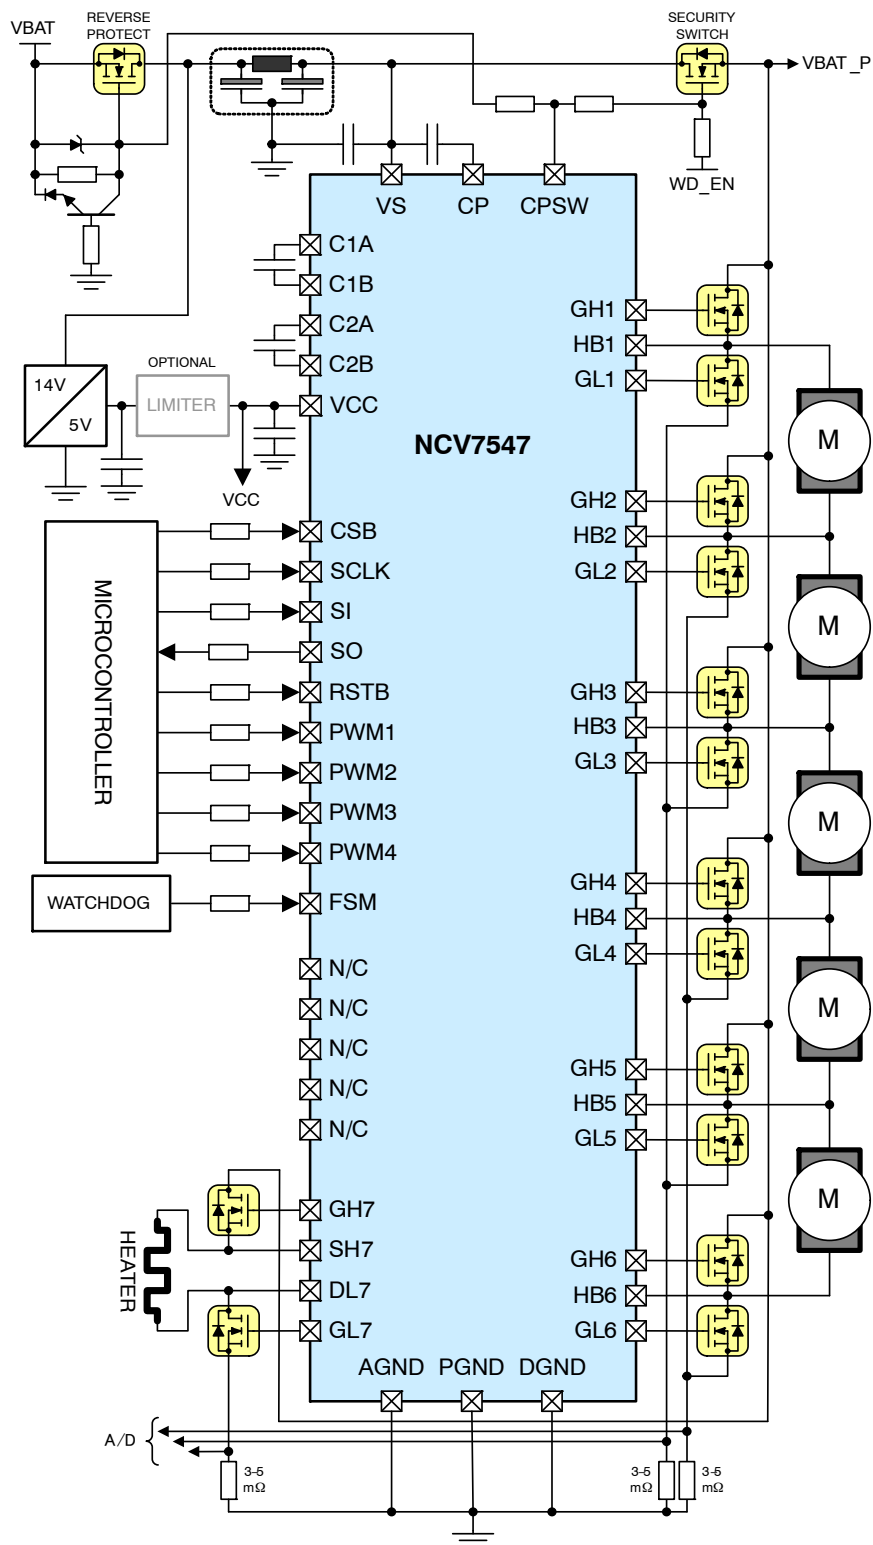 VBAT
REVERSE
PROTECT
SECURITY
SWITCH
VBAT_P
WD_EN
VS
CP
CPSW
C1A
C1B
C2A
C2B
VCC
14V
5V
OPTIONAL
LIMITER
VCC
NCV7547
GH1
HB1
GL1
M
GH2
HB2
GL2
M
GH3
HB3
GL3
M
GH4
HB4
GL4
M
GH5
HB5
GL5
M
GH6
HB6
GL6
MICROCONTROLLER
CSB
SCLK
SI
SO
RSTB
PWM1
PWM2
PWM3
PWM4
WATCHDOG
FSM
N/C
N/C
N/C
N/C
N/C
HEATER
GH7
SH7
DL7
GL7
AGND
PGND
DGND
A/D
3-5
mΩ
3-5
mΩ
3-5
mΩ